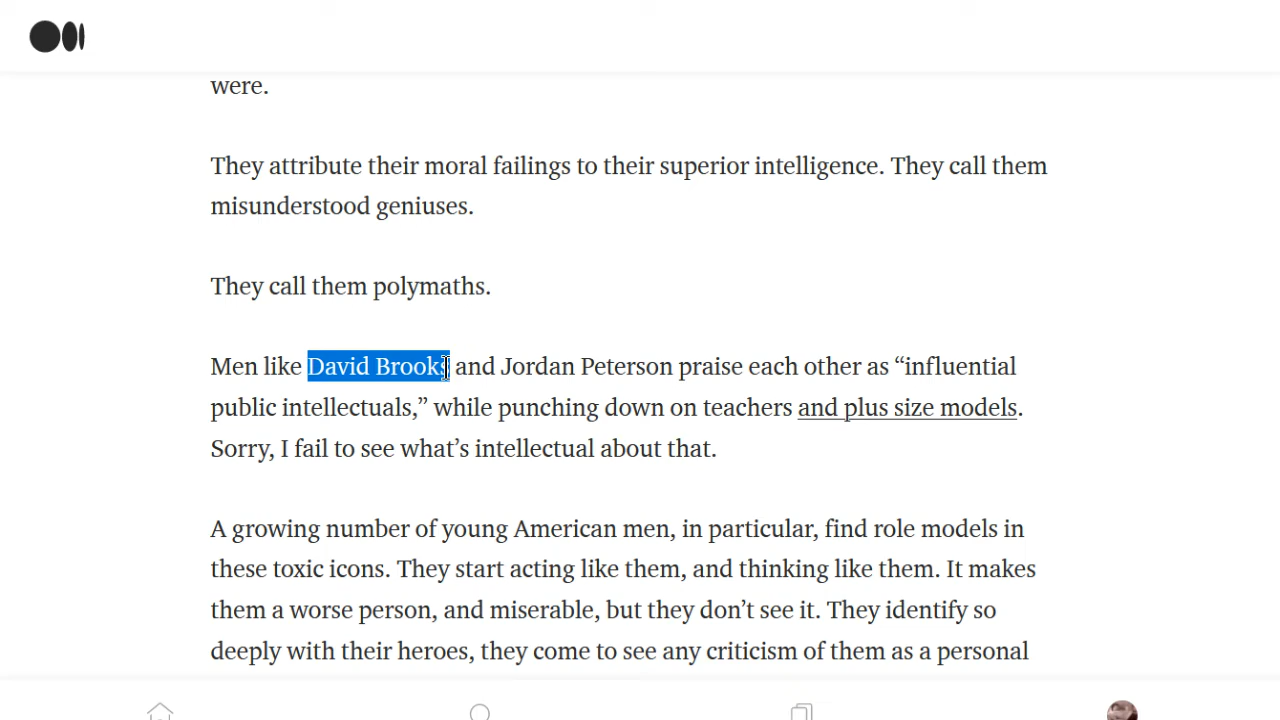 were.
They attribute their moral failings to their superior intelligence. They call them
misunderstood geniuses.
They call them polymaths.
Men like David Brooks and Jordan Peterson praise each other as “influential
public intellectuals,” while punching down on teachers and plus size models.
Sorry, I fail to see what’s intellectual about that.
A growing number of young American men, in particular, find role models in
these toxic icons. They start acting like them, and thinking like them. It makes
them a worse person, and miserable, but they don’t see it. They identify so
deeply with their heroes, they come to see any criticism of them as a personal